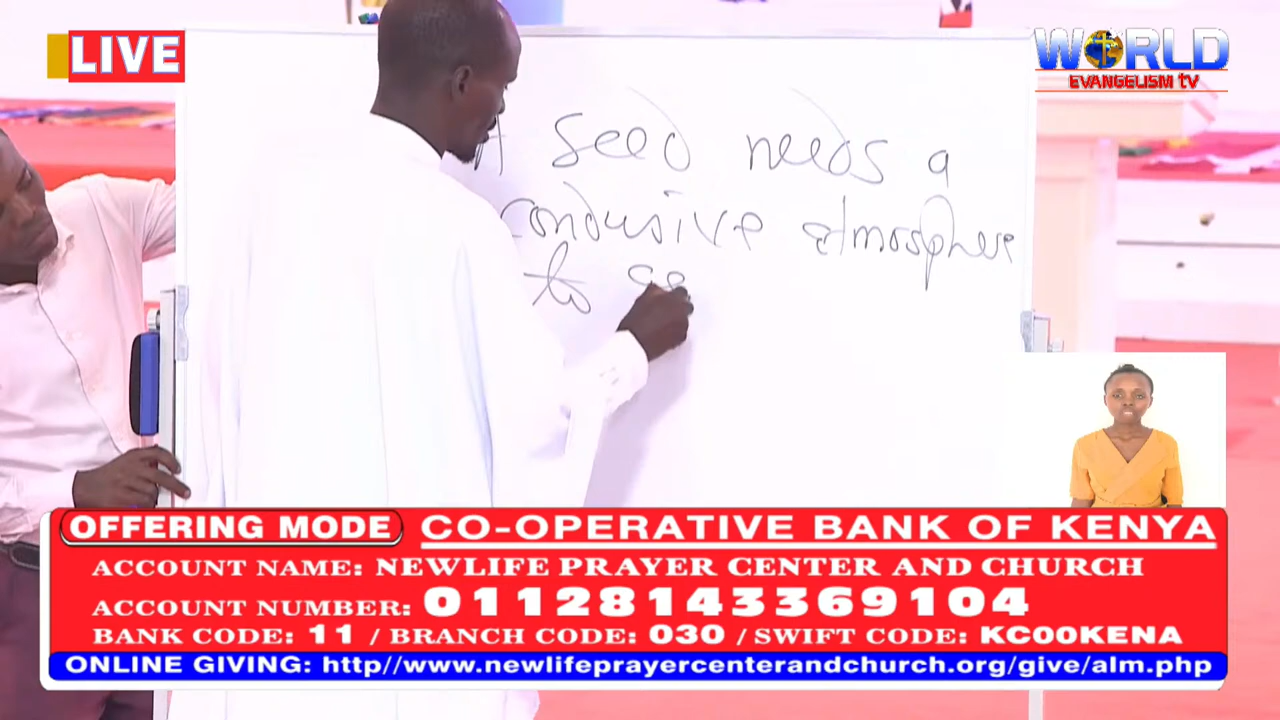 LIVE
WORLD
EVANGELISM TV
seed needs a
condusive atmosphere
to
OFFERING MODE CO-OPERATIVE BANK OF KENYA
ACCOUNT NAME: NEWLIFE PRAYER CENTER AND CHURCH
ACCOUNT NUMBER: 01128143369104
BANK CODE: 11 / BRANCH CODE: 030 / SWIFT CODE: KC00KENA
ONLINE GIVING: http//www.newlifeprayercenterandchurch.org/give/alm.php